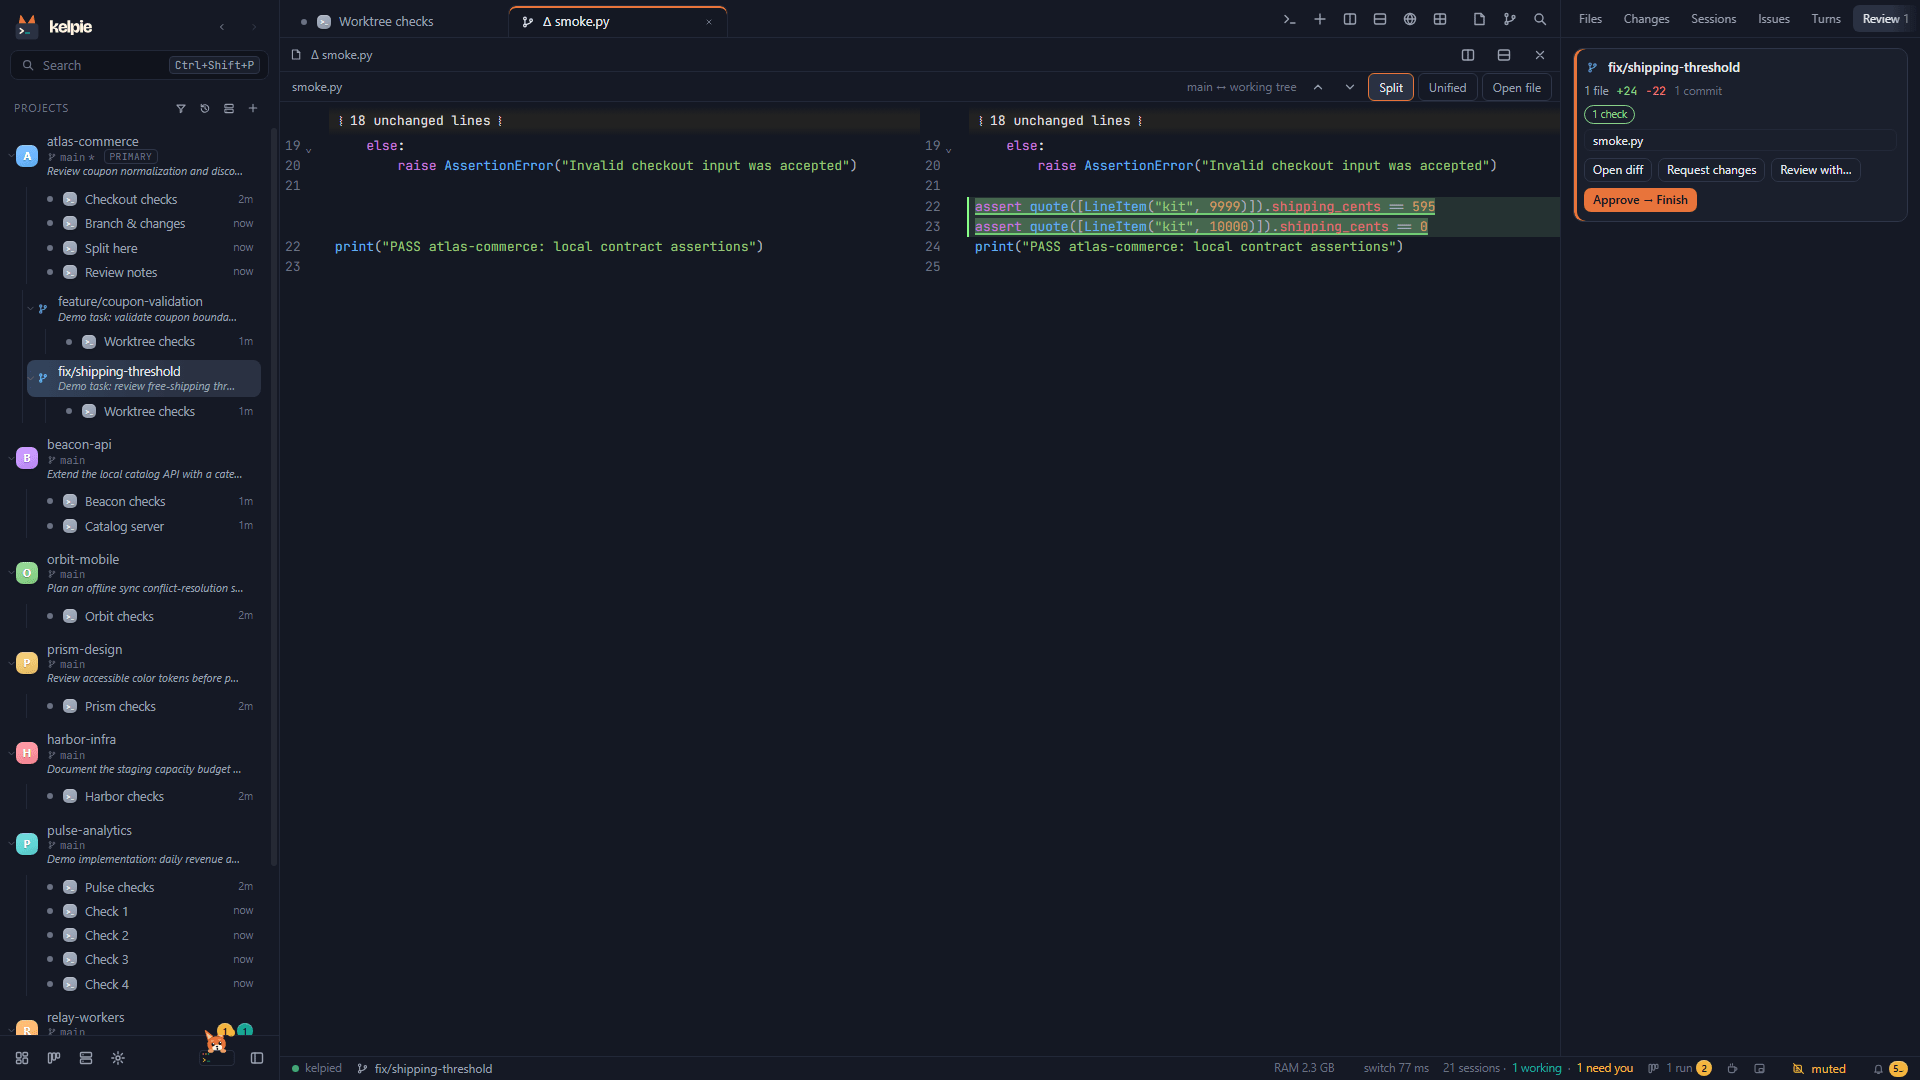 kelpie
Search Ctrl+Shift+P
PROJECTS
A atlas-commerce
main * PRIMARY
Review coupon normalization and disco...
Checkout checks 2m
Branch & changes now
Split here now
Review notes now
feature/coupon-validation
Demo task: validate coupon bounda...
Worktree checks 1m
fix/shipping-threshold
Demo task: review free-shipping thr...
Worktree checks 1m
B beacon-api
main
Extend the local catalog API with a cate...
Beacon checks 1m
Catalog server 1m
O orbit-mobile
main
Plan an offline sync conflict-resolution s...
Orbit checks 2m
P prism-design
main
Review accessible color tokens before p...
Prism checks 2m
H harbor-infra
main
Document the staging capacity budget ...
Harbor checks 2m
P pulse-analytics
main
Demo implementation: daily revenue a...
Pulse checks 2m
Check 1 now
Check 2 now
Check 3 now
Check 4 now
R relay-workers
main
1 1
Worktree checks
Δ smoke.py ×
Δ smoke.py
smoke.py main ↔ working tree Split Unified Open file
18 unchanged lines
19 else:
20 raise AssertionError("Invalid checkout input was accepted")
21
22 print("PASS atlas-commerce: local contract assertions")
23
18 unchanged lines
19 else:
20 raise AssertionError("Invalid checkout input was accepted")
21
22 assert quote([LineItem("kit", 9999)]).shipping_cents == 595
23 assert quote([LineItem("kit", 10000)]).shipping_cents == 0
24 print("PASS atlas-commerce: local contract assertions")
25
Files Changes Sessions Issues Turns Review 1
fix/shipping-threshold
1 file +24 -22 1 commit
1 check
smoke.py
Open diff Request changes Review with...
Approve → Finish
kelpied fix/shipping-threshold
RAM 2.3 GB switch 77 ms 21 sessions · 1 working · 1 need you 1 run 2 muted